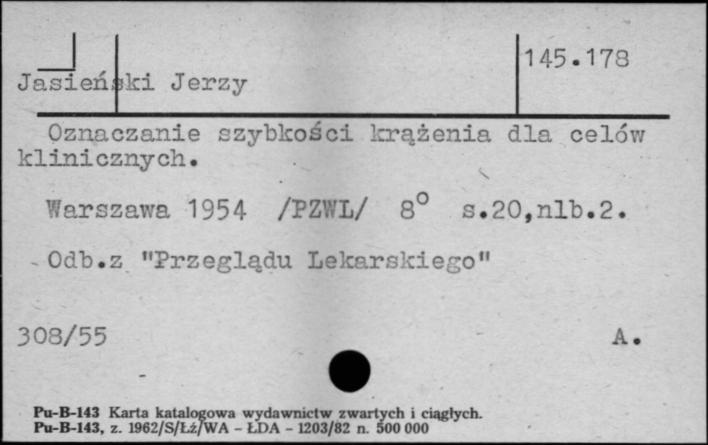 145.178
Jasieński Jerzy
Oznaczanie szybkości krążenia dla celów
klinicznych.
Warszawa 1954 /PZWL/ 8° s.20,nlb.2.
Odb.z "Przeglądu Lekarskiego"
308/55 A.
Pu-B-143 Karta katalogowa wydawnictw zwartych i ciągłych.
Pu-B-143, z. 1962/S/Łź/WA – ŁDA – 1203/82 n. 500 000